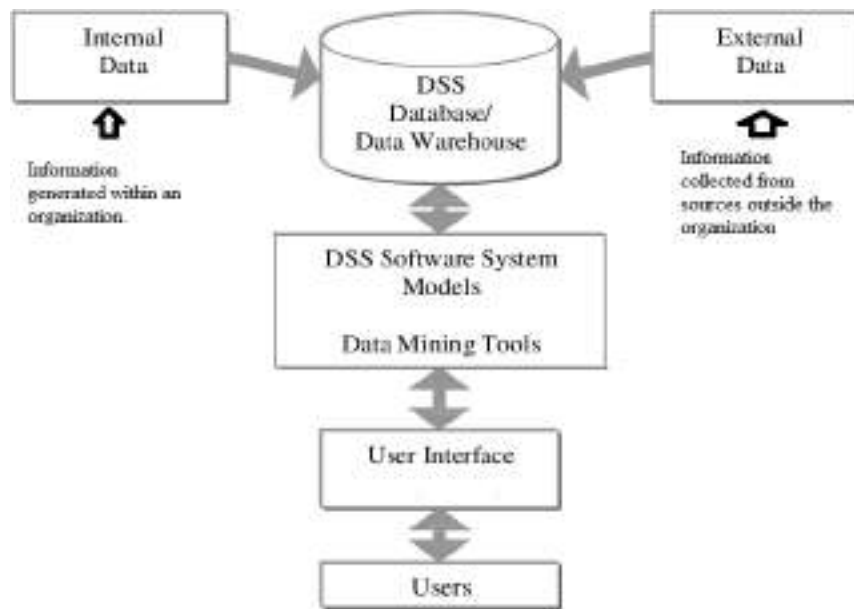 Internal
Data
DSS
Database/
Data Warehouse
External
Data
Information
generated within an
organization
Information
collected from
sources outside the
organization
DSS Software System
Models
Data Mining Tools
User Interface
Users